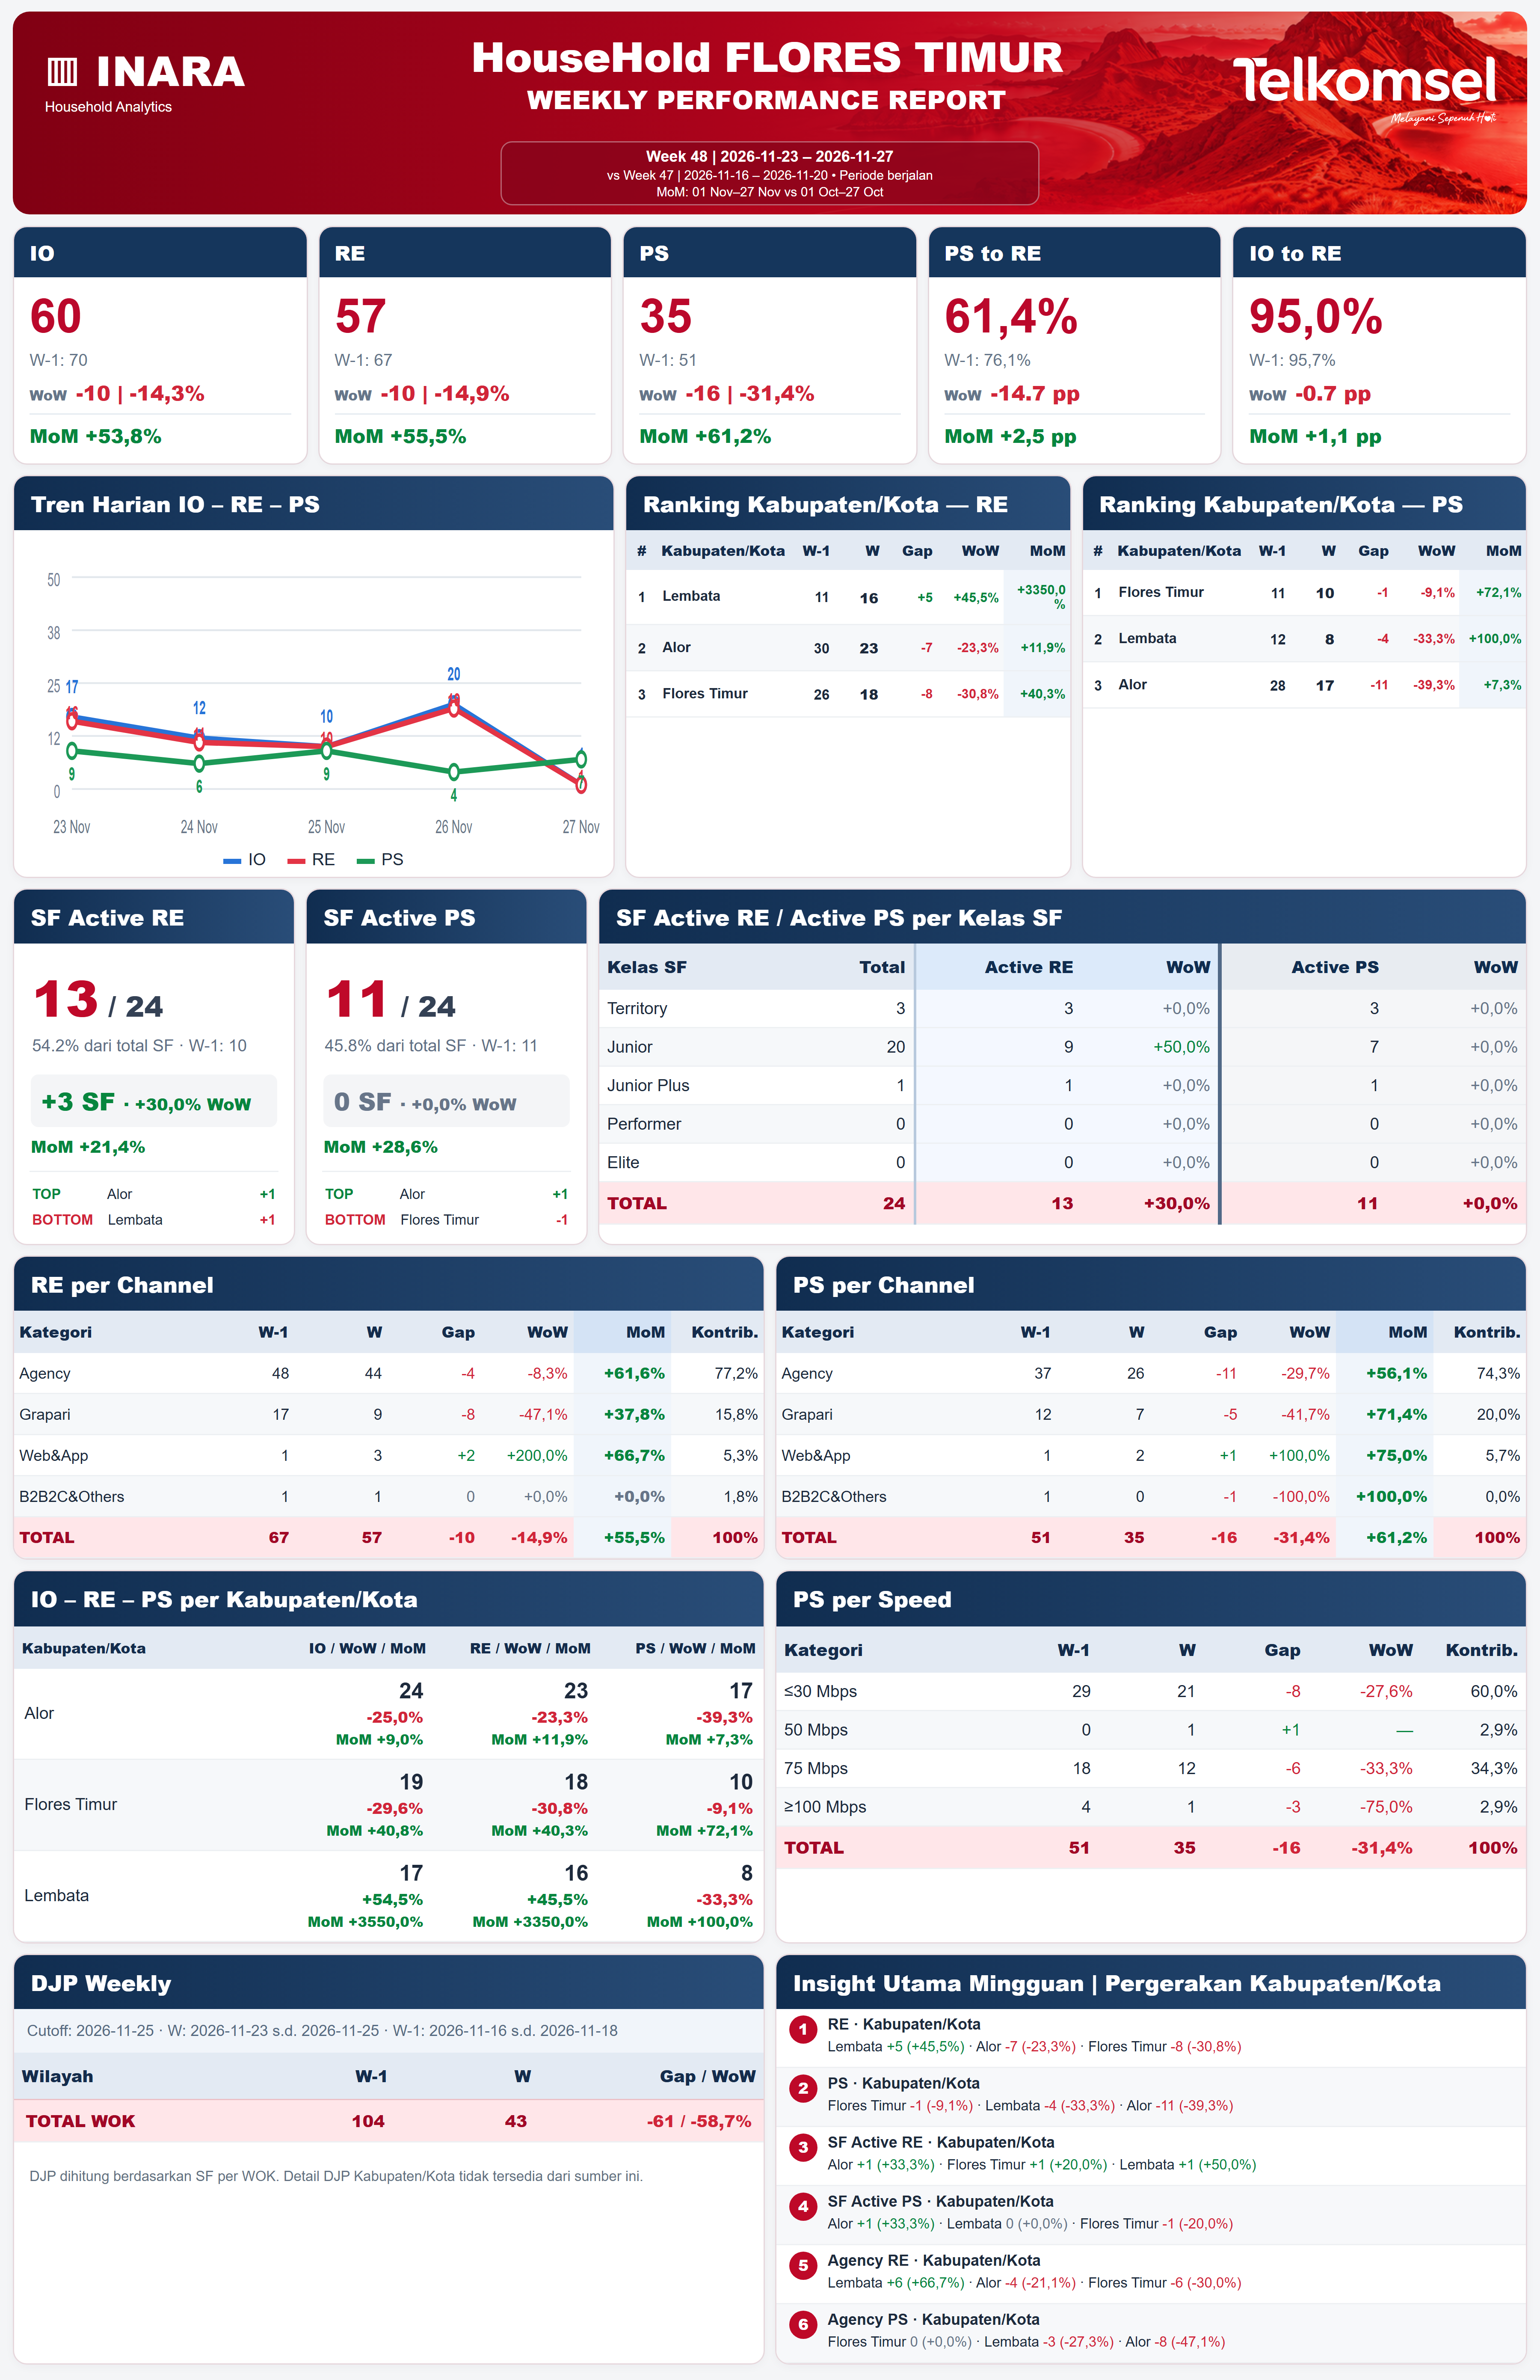 INARA
Household Analytics
HouseHold FLORES TIMUR
WEEKLY PERFORMANCE REPORT
Telkomsel
Melayani Sepenuh Hati
Week 48 | 2026-11-23 – 2026-11-27
vs Week 47 | 2026-11-16 – 2026-11-20 • Periode berjalan
MoM: 01 Nov–27 Nov vs 01 Oct–27 Oct
IO
60
W-1: 70
WoW -10 | -14,3%
MoM +53,8%
RE
57
W-1: 67
WoW -10 | -14,9%
MoM +55,5%
PS
35
W-1: 51
WoW -16 | -31,4%
MoM +61,2%
PS to RE
61,4%
W-1: 76,1%
WoW -14.7 pp
MoM +2,5 pp
IO to RE
95,0%
W-1: 95,7%
WoW -0.7 pp
MoM +1,1 pp
Tren Harian IO – RE – PS
50
38
25
12
0
17
12
10
20
9
6
9
4
7
23 Nov 24 Nov 25 Nov 26 Nov 27 Nov
IO RE PS
Ranking Kabupaten/Kota — RE
# Kabupaten/Kota W-1 W Gap WoW MoM
1 Lembata 11 16 +5 +45,5% +3350,0%
2 Alor 30 23 -7 -23,3% +11,9%
3 Flores Timur 26 18 -8 -30,8% +40,3%
Ranking Kabupaten/Kota — PS
# Kabupaten/Kota W-1 W Gap WoW MoM
1 Flores Timur 11 10 -1 -9,1% +72,1%
2 Lembata 12 8 -4 -33,3% +100,0%
3 Alor 28 17 -11 -39,3% +7,3%
SF Active RE
13 / 24
54.2% dari total SF · W-1: 10
+3 SF · +30,0% WoW
MoM +21,4%
TOP Alor +1
BOTTOM Lembata +1
SF Active PS
11 / 24
45.8% dari total SF · W-1: 11
0 SF · +0,0% WoW
MoM +28,6%
TOP Alor +1
BOTTOM Flores Timur -1
SF Active RE / Active PS per Kelas SF
Kelas SF Total Active RE WoW Active PS WoW
Territory 3 3 +0,0% 3 +0,0%
Junior 20 9 +50,0% 7 +0,0%
Junior Plus 1 1 +0,0% 1 +0,0%
Performer 0 0 +0,0% 0 +0,0%
Elite 0 0 +0,0% 0 +0,0%
TOTAL 24 13 +30,0% 11 +0,0%
RE per Channel
Kategori W-1 W Gap WoW MoM Kontrib.
Agency 48 44 -4 -8,3% +61,6% 77,2%
Grapari 17 9 -8 -47,1% +37,8% 15,8%
Web&App 1 3 +2 +200,0% +66,7% 5,3%
B2B2C&Others 1 1 0 +0,0% +0,0% 1,8%
TOTAL 67 57 -10 -14,9% +55,5% 100%
PS per Channel
Kategori W-1 W Gap WoW MoM Kontrib.
Agency 37 26 -11 -29,7% +56,1% 74,3%
Grapari 12 7 -5 -41,7% +71,4% 20,0%
Web&App 1 2 +1 +100,0% +75,0% 5,7%
B2B2C&Others 1 0 -1 -100,0% +100,0% 0,0%
TOTAL 51 35 -16 -31,4% +61,2% 100%
IO – RE – PS per Kabupaten/Kota
Kabupaten/Kota IO / WoW / MoM RE / WoW / MoM PS / WoW / MoM
24 23 17
Alor -25,0% -23,3% -39,3%
MoM +9,0% MoM +11,9% MoM +7,3%
19 18 10
Flores Timur -29,6% -30,8% -9,1%
MoM +40,8% MoM +40,3% MoM +72,1%
17 16 8
Lembata +54,5% +45,5% -33,3%
MoM +3550,0% MoM +3350,0% MoM +100,0%
PS per Speed
Kategori W-1 W Gap WoW Kontrib.
≤30 Mbps 29 21 -8 -27,6% 60,0%
50 Mbps 0 1 +1 — 2,9%
75 Mbps 18 12 -6 -33,3% 34,3%
≥100 Mbps 4 1 -3 -75,0% 2,9%
TOTAL 51 35 -16 -31,4% 100%
DJP Weekly
Cutoff: 2026-11-25 · W: 2026-11-23 s.d. 2026-11-25 · W-1: 2026-11-16 s.d. 2026-11-18
Wilayah W-1 W Gap / WoW
TOTAL WOK 104 43 -61 / -58,7%
DJP dihitung berdasarkan SF per WOK. Detail DJP Kabupaten/Kota tidak tersedia dari sumber ini.
Insight Utama Mingguan | Pergerakan Kabupaten/Kota
1 RE · Kabupaten/Kota
Lembata +5 (+45,5%) · Alor -7 (-23,3%) · Flores Timur -8 (-30,8%)
2 PS · Kabupaten/Kota
Flores Timur -1 (-9,1%) · Lembata -4 (-33,3%) · Alor -11 (-39,3%)
3 SF Active RE · Kabupaten/Kota
Alor +1 (+33,3%) · Flores Timur +1 (+20,0%) · Lembata +1 (+50,0%)
4 SF Active PS · Kabupaten/Kota
Alor +1 (+33,3%) · Lembata 0 (+0,0%) · Flores Timur -1 (-20,0%)
5 Agency RE · Kabupaten/Kota
Lembata +6 (+66,7%) · Alor -4 (-21,1%) · Flores Timur -6 (-30,0%)
6 Agency PS · Kabupaten/Kota
Flores Timur 0 (+0,0%) · Lembata -3 (-27,3%) · Alor -8 (-47,1%)